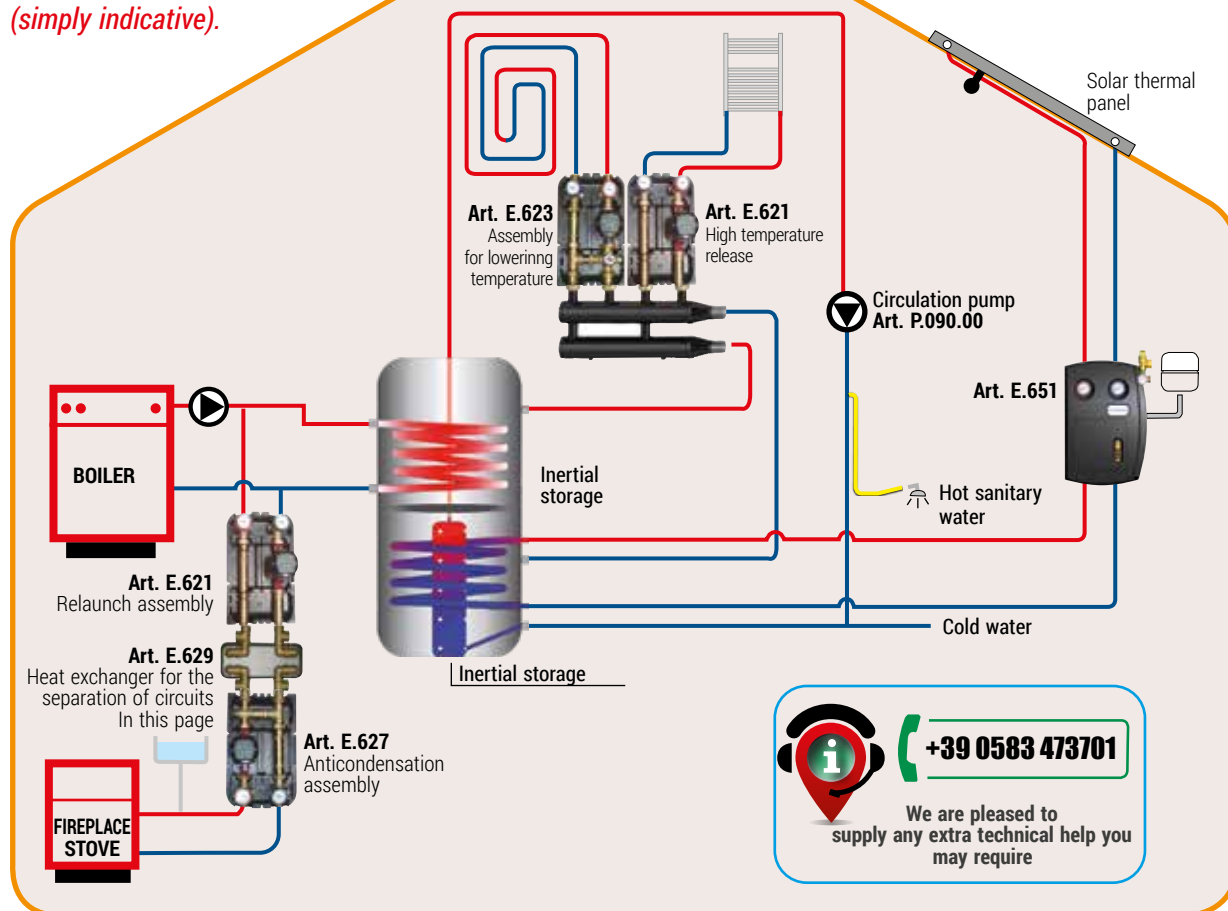 (simply indicative).
Solar thermal
panel
Art. E.623
Assembly
for lowerinng
temperature
Art. E.621
High temperature
release
Circulation pump
Art. P.090.00
Art. E.651
BOILER
Inertial
storage
Hot sanitary
water
Art. E.621
Relaunch assembly
Cold water
Art. E.629
Heat exchanger for the
separation of circuits
In this page
Inertial storage
Art. E.627
Anticondensation
assembly
FIREPLACE
STOVE
i
+39 0583 473701
We are pleased to
supply any extra technical help you
may require